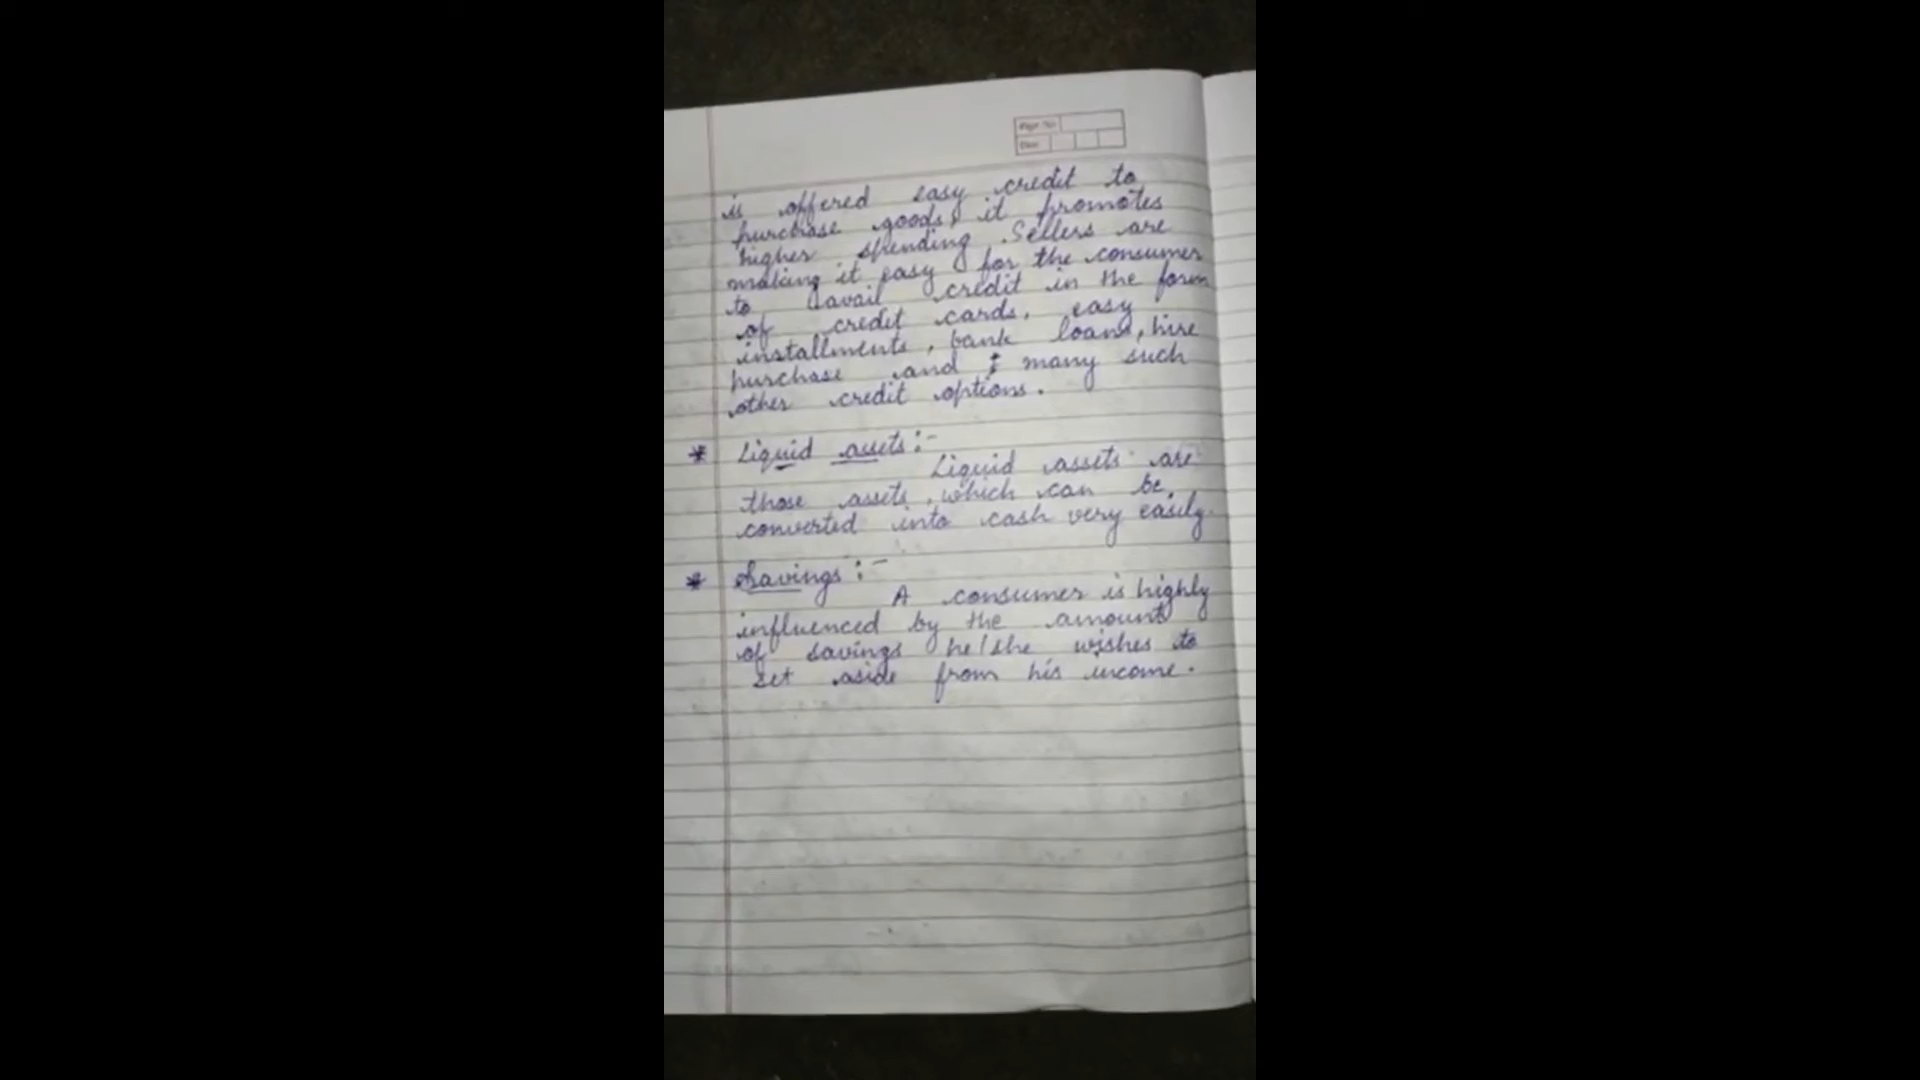 Page No.
Date
is offered easy credit to
purchase goods, it promotes
higher spending. Sellers are
making it easy for the consumer
to avail credit in the form
of credit cards, easy
installments, bank loans, hire
purchase and many such
other credit options.
* Liquid assets :-
Liquid assets are
those assets, which can be
converted into cash very easily.
* Savings :-
A consumer is highly
influenced by the amount
of savings he/she wishes to
set aside from his income.